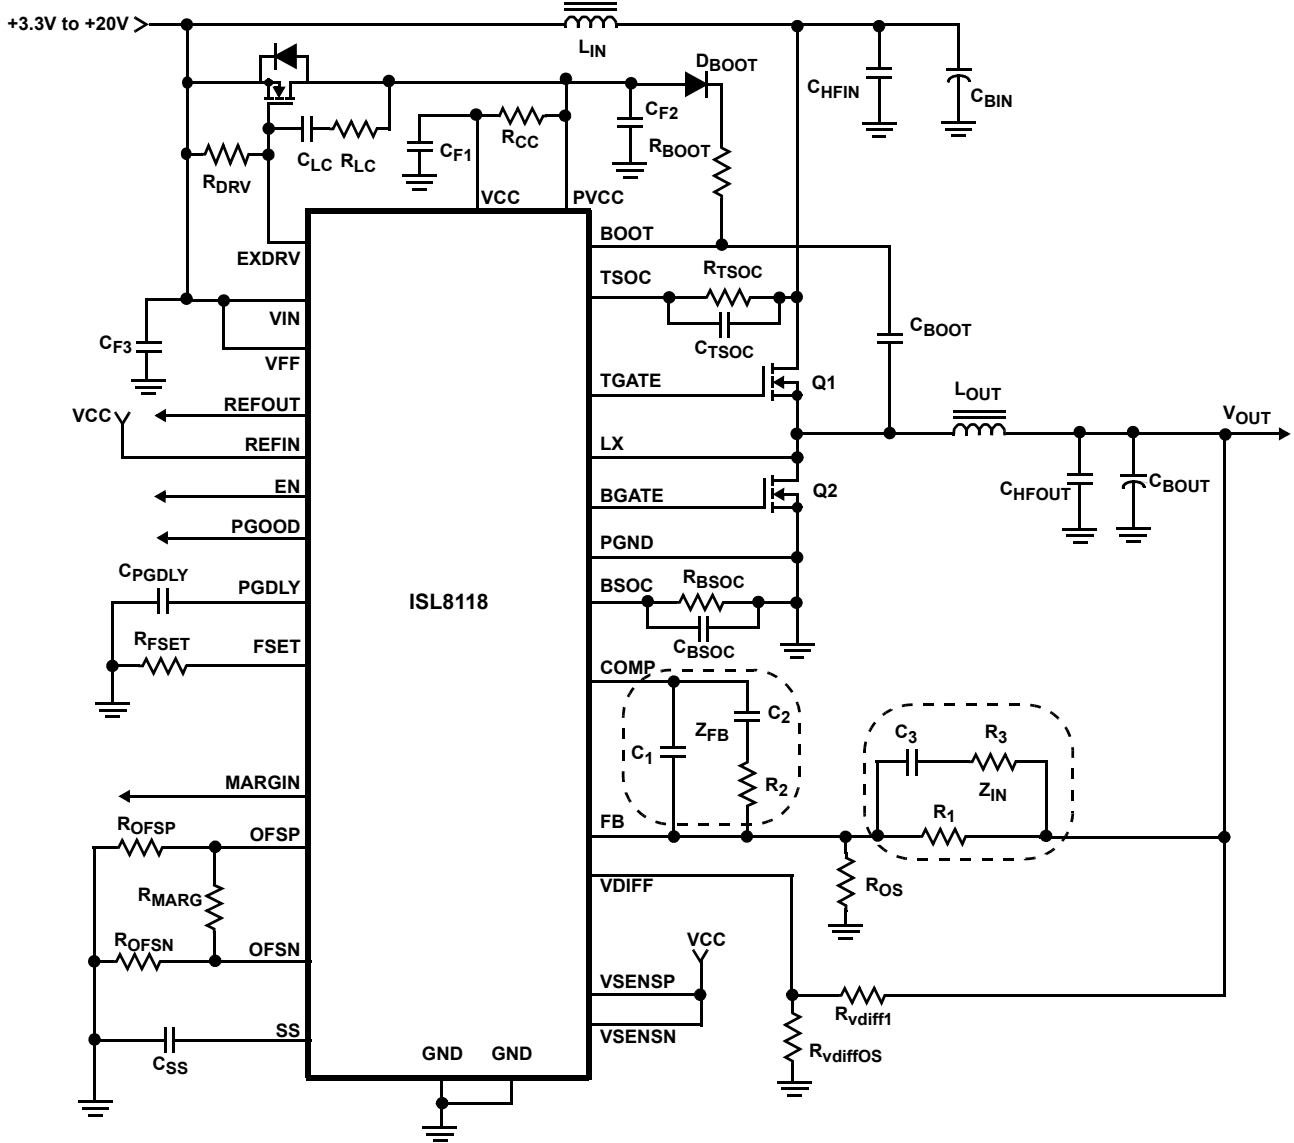 +3.3V to +20V
LIN
DBOOT
CHFIN
CBIN
CF2
RCC
CF1
RBOOT
CLC
RLC
RDRV
VCC
PVCC
BOOT
EXDRV
TSOC
RTSOC
VIN
CF3
VFF
CTSOC
CBOOT
TGATE
Q1
LOUT
REFOUT
VCC
VOUT
REFIN
LX
EN
BGATE
Q2
CHFOUT
CBOUT
PGOOD
PGND
CPGDLY
PGDLY
BSOC
RBSOC
ISL8118
RFSET
FSET
CBSOC
COMP
C2
ZFB
C1
R2
C3
R3
ZIN
R1
MARGIN
ROFSP
OFSP
FB
RMARG
VDIFF
ROS
ROFSN
OFSN
VCC
VSENSP
Rvdiff1
SS
VSENSN
CSS
GND
GND
RvdiffOS